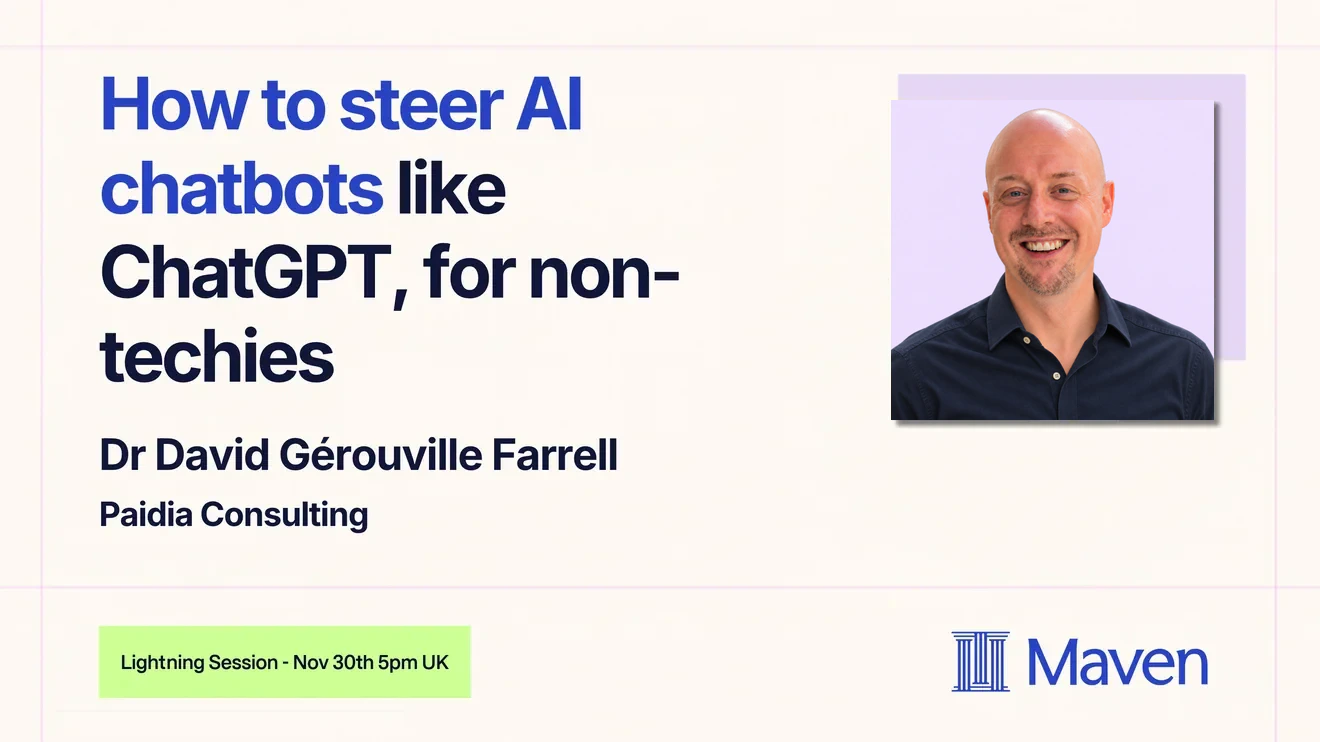 How to steer AI
chatbots like
ChatGPT, for non-
techies
Dr David Gérouville Farrell
Paidia Consulting
Lightning Session - Nov 30th 5pm UK
Maven